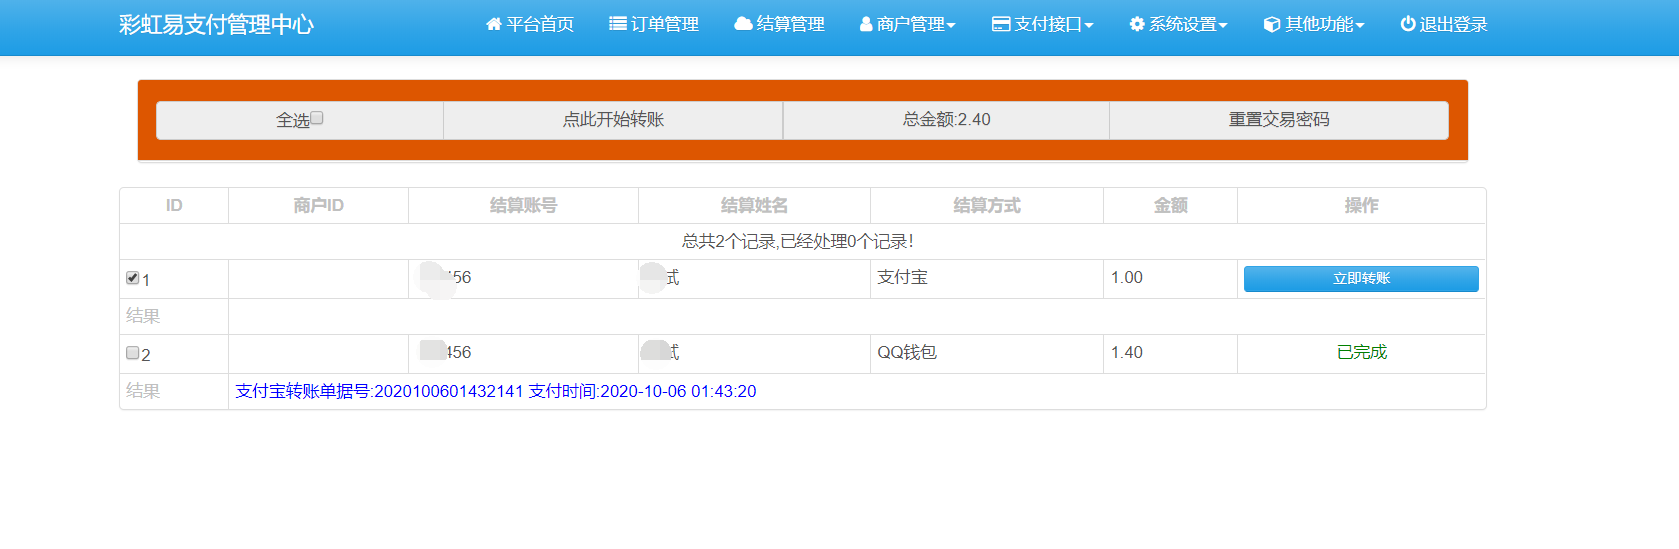 彩虹易支付管理中心 平台首页 订单管理 结算管理 商户管理 支付接口 系统设置 其他功能 退出登录
全选 点此开始转账 总金额:2.40 重置交易密码
ID 商户ID 结算账号 结算姓名 结算方式 金额 操作
总共2个记录,已经处理0个记录!
1 456 试 支付宝 1.00 立即转账
结果
2 456 试 QQ钱包 1.40 已完成
结果 支付宝转账单据号:2020100601432141 支付时间:2020-10-06 01:43:20